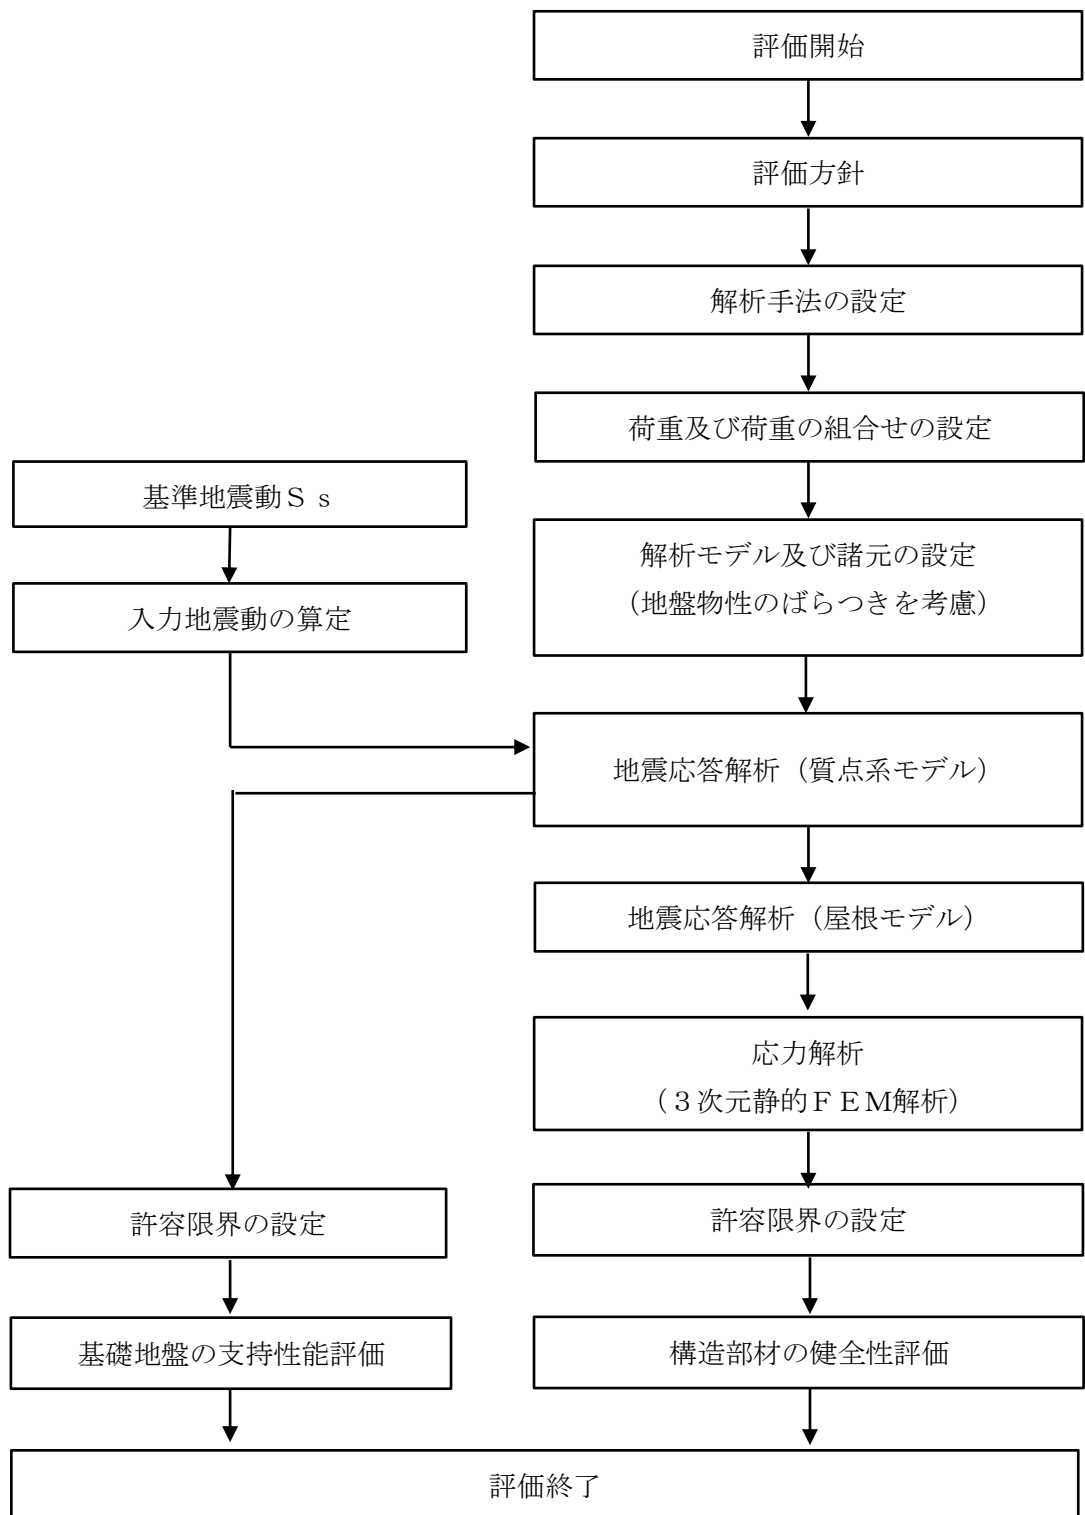 評価開始
評価方針
解析手法の設定
荷重及び荷重の組合せの設定
基準地震動Ｓｓ
解析モデル及び諸元の設定
（地盤物性のばらつきを考慮）
入力地震動の算定
地震応答解析（質点系モデル）
地震応答解析（屋根モデル）
応力解析
（３次元静的ＦＥＭ解析）
許容限界の設定
許容限界の設定
基礎地盤の支持性能評価
構造部材の健全性評価
評価終了